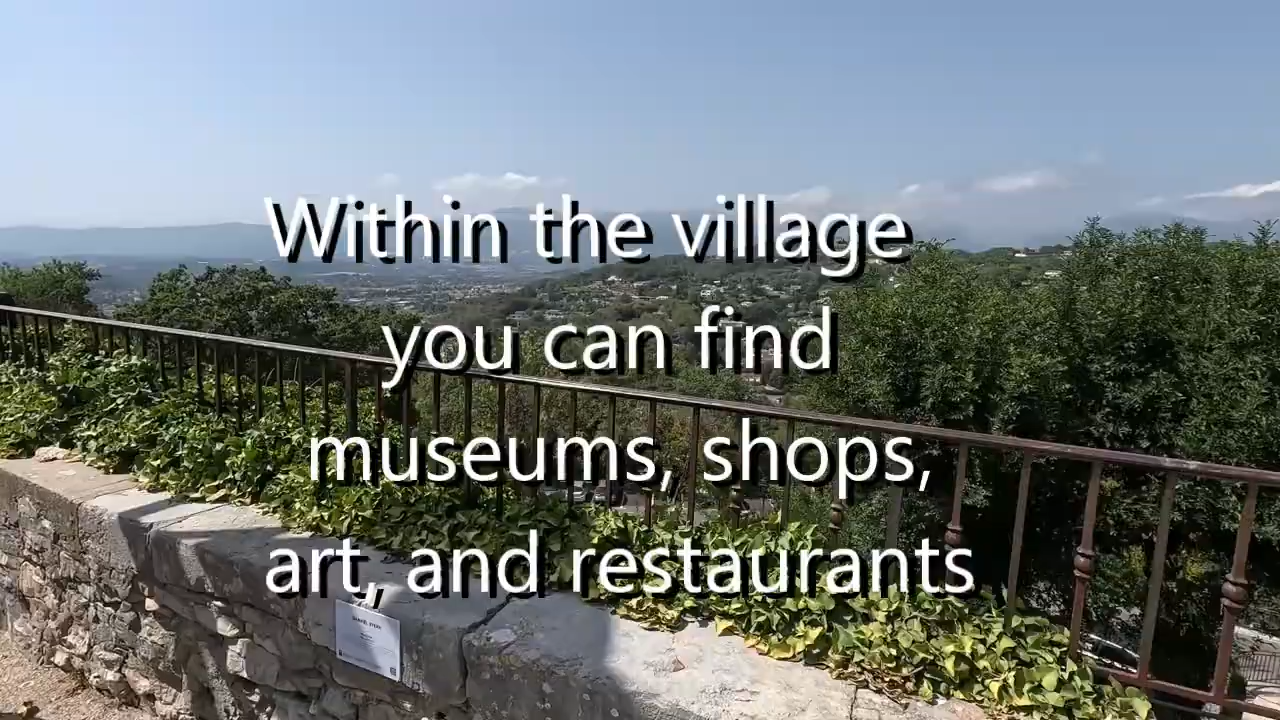 Within the village
you can find
museums, shops,
art, and restaurants